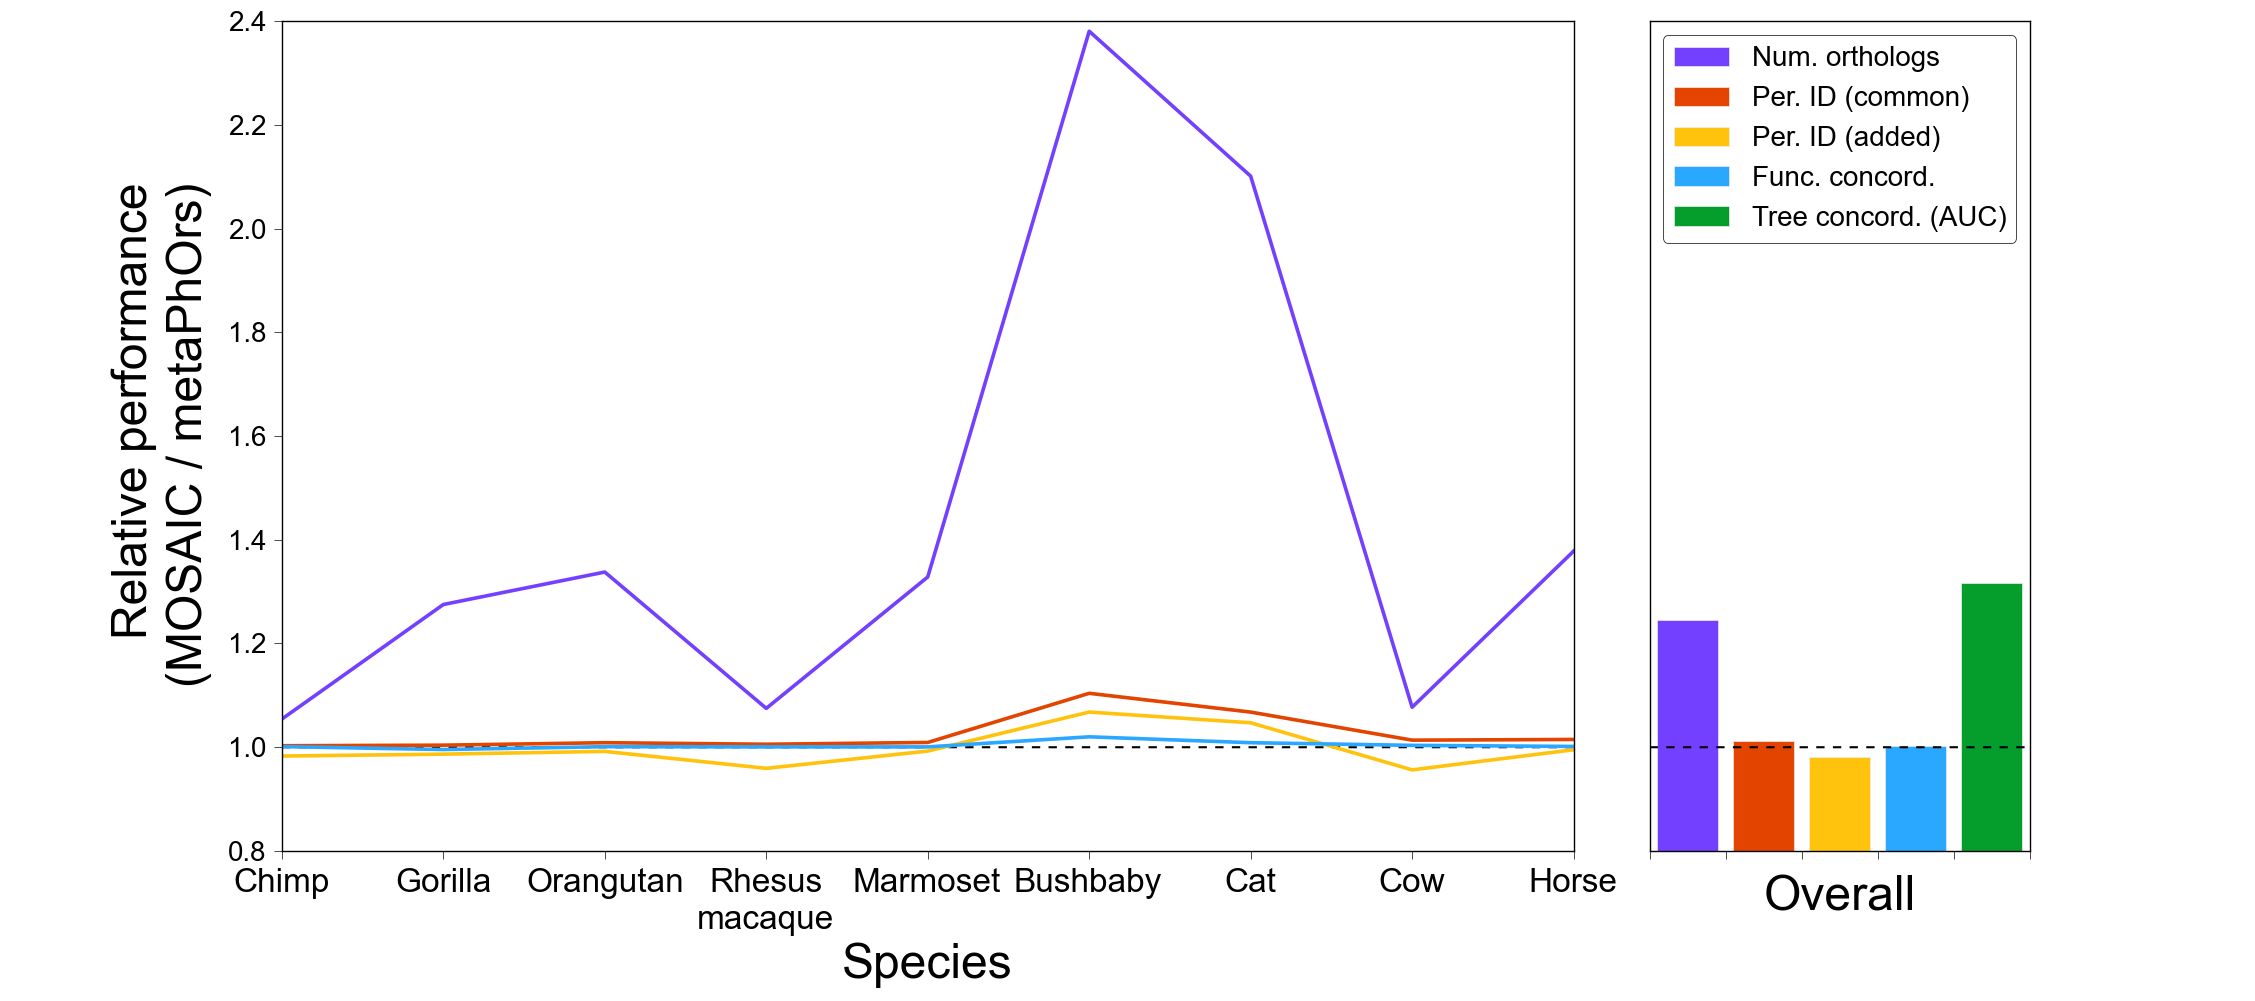 Relative performance
(MOSAIC / metaPhOrs)
2.4
2.2
2.0
1.8
1.6
1.4
1.2
1.0
0.8
Chimp
Gorilla
Orangutan
Rhesus
macaque
Marmoset
Bushbaby
Cat
Cow
Horse
Species
Num. orthologs
Per. ID (common)
Per. ID (added)
Func. concord.
Tree concord. (AUC)
Overall